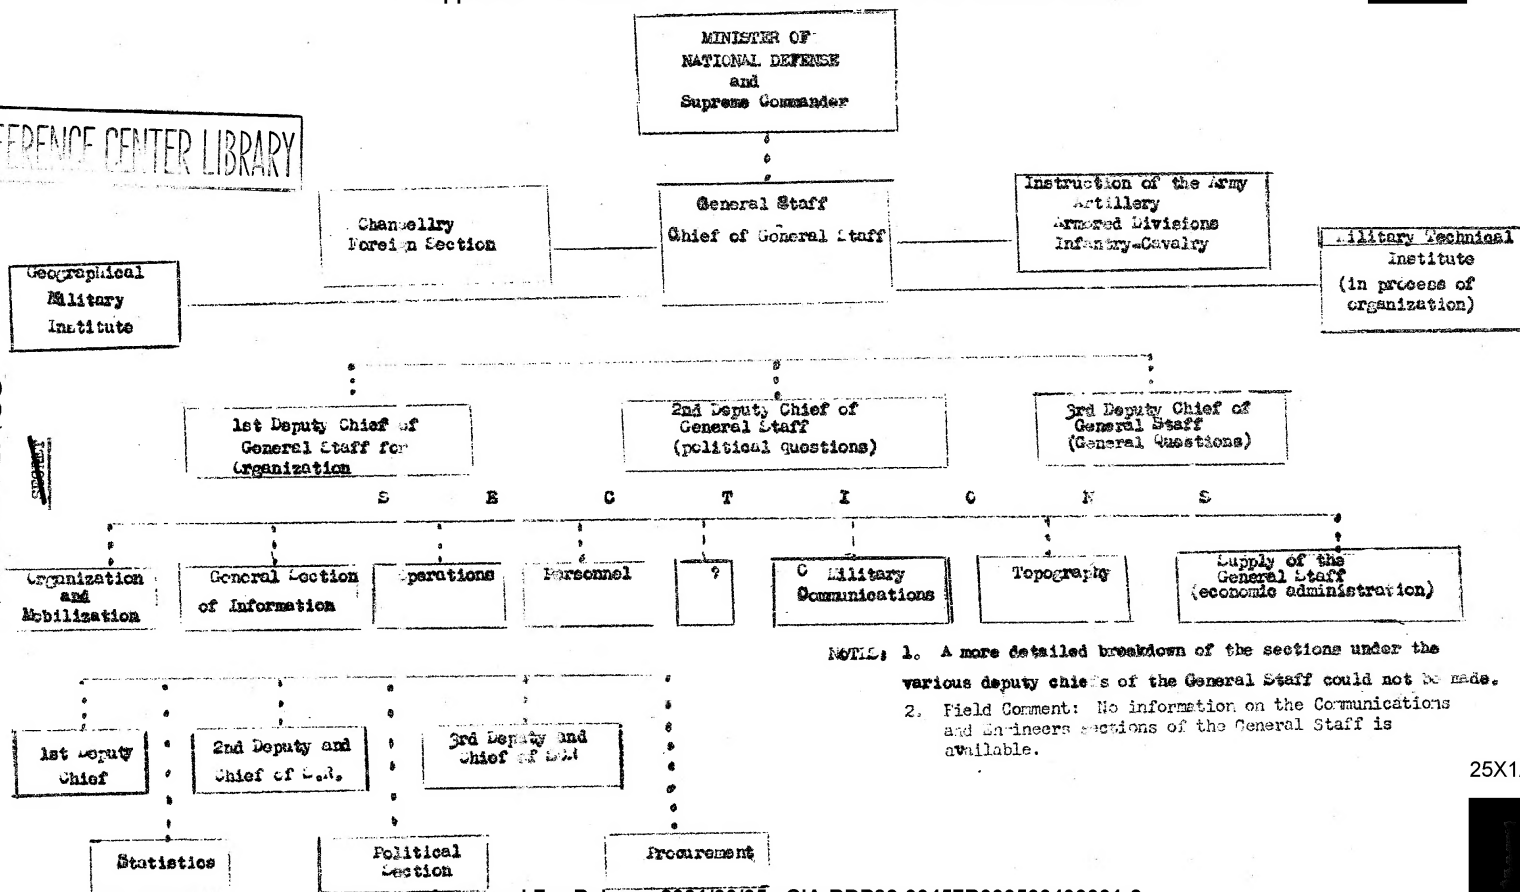 MINISTER OF
NATIONAL DEFENSE
and
Supreme Commander
CENTER LIBRARY
General Staff
Chief of General Staff
Chancellry
Foreign Section
Instruction of the Army
Artillery
Armored Divisions
Infantry-Cavalry
Geographical
Military
Institute
Military Technical
Institute
(in process of
organization)
1st Deputy Chief of
General Staff for
Organization
2nd Deputy Chief of
General Staff
(political questions)
3rd Deputy Chief of
General Staff
(General Questions)
SECRET
S E C T I O N S
Organization
and
Mobilization
General Section
of Information
Operations
Personnel
?
C Military
Communications
Topography
Supply of the
General Staff
(economic administration)
NOTES: 1. A more detailed breakdown of the sections under the
various deputy chiefs of the General Staff could not be made.
2. Field Comment: No information on the Communications
and Engineers sections of the General Staff is
available.
1st Deputy
Chief
2nd Deputy and
Chief of
3rd Deputy and
Chief of
25X1
Statistics
Political
Section
Procurement